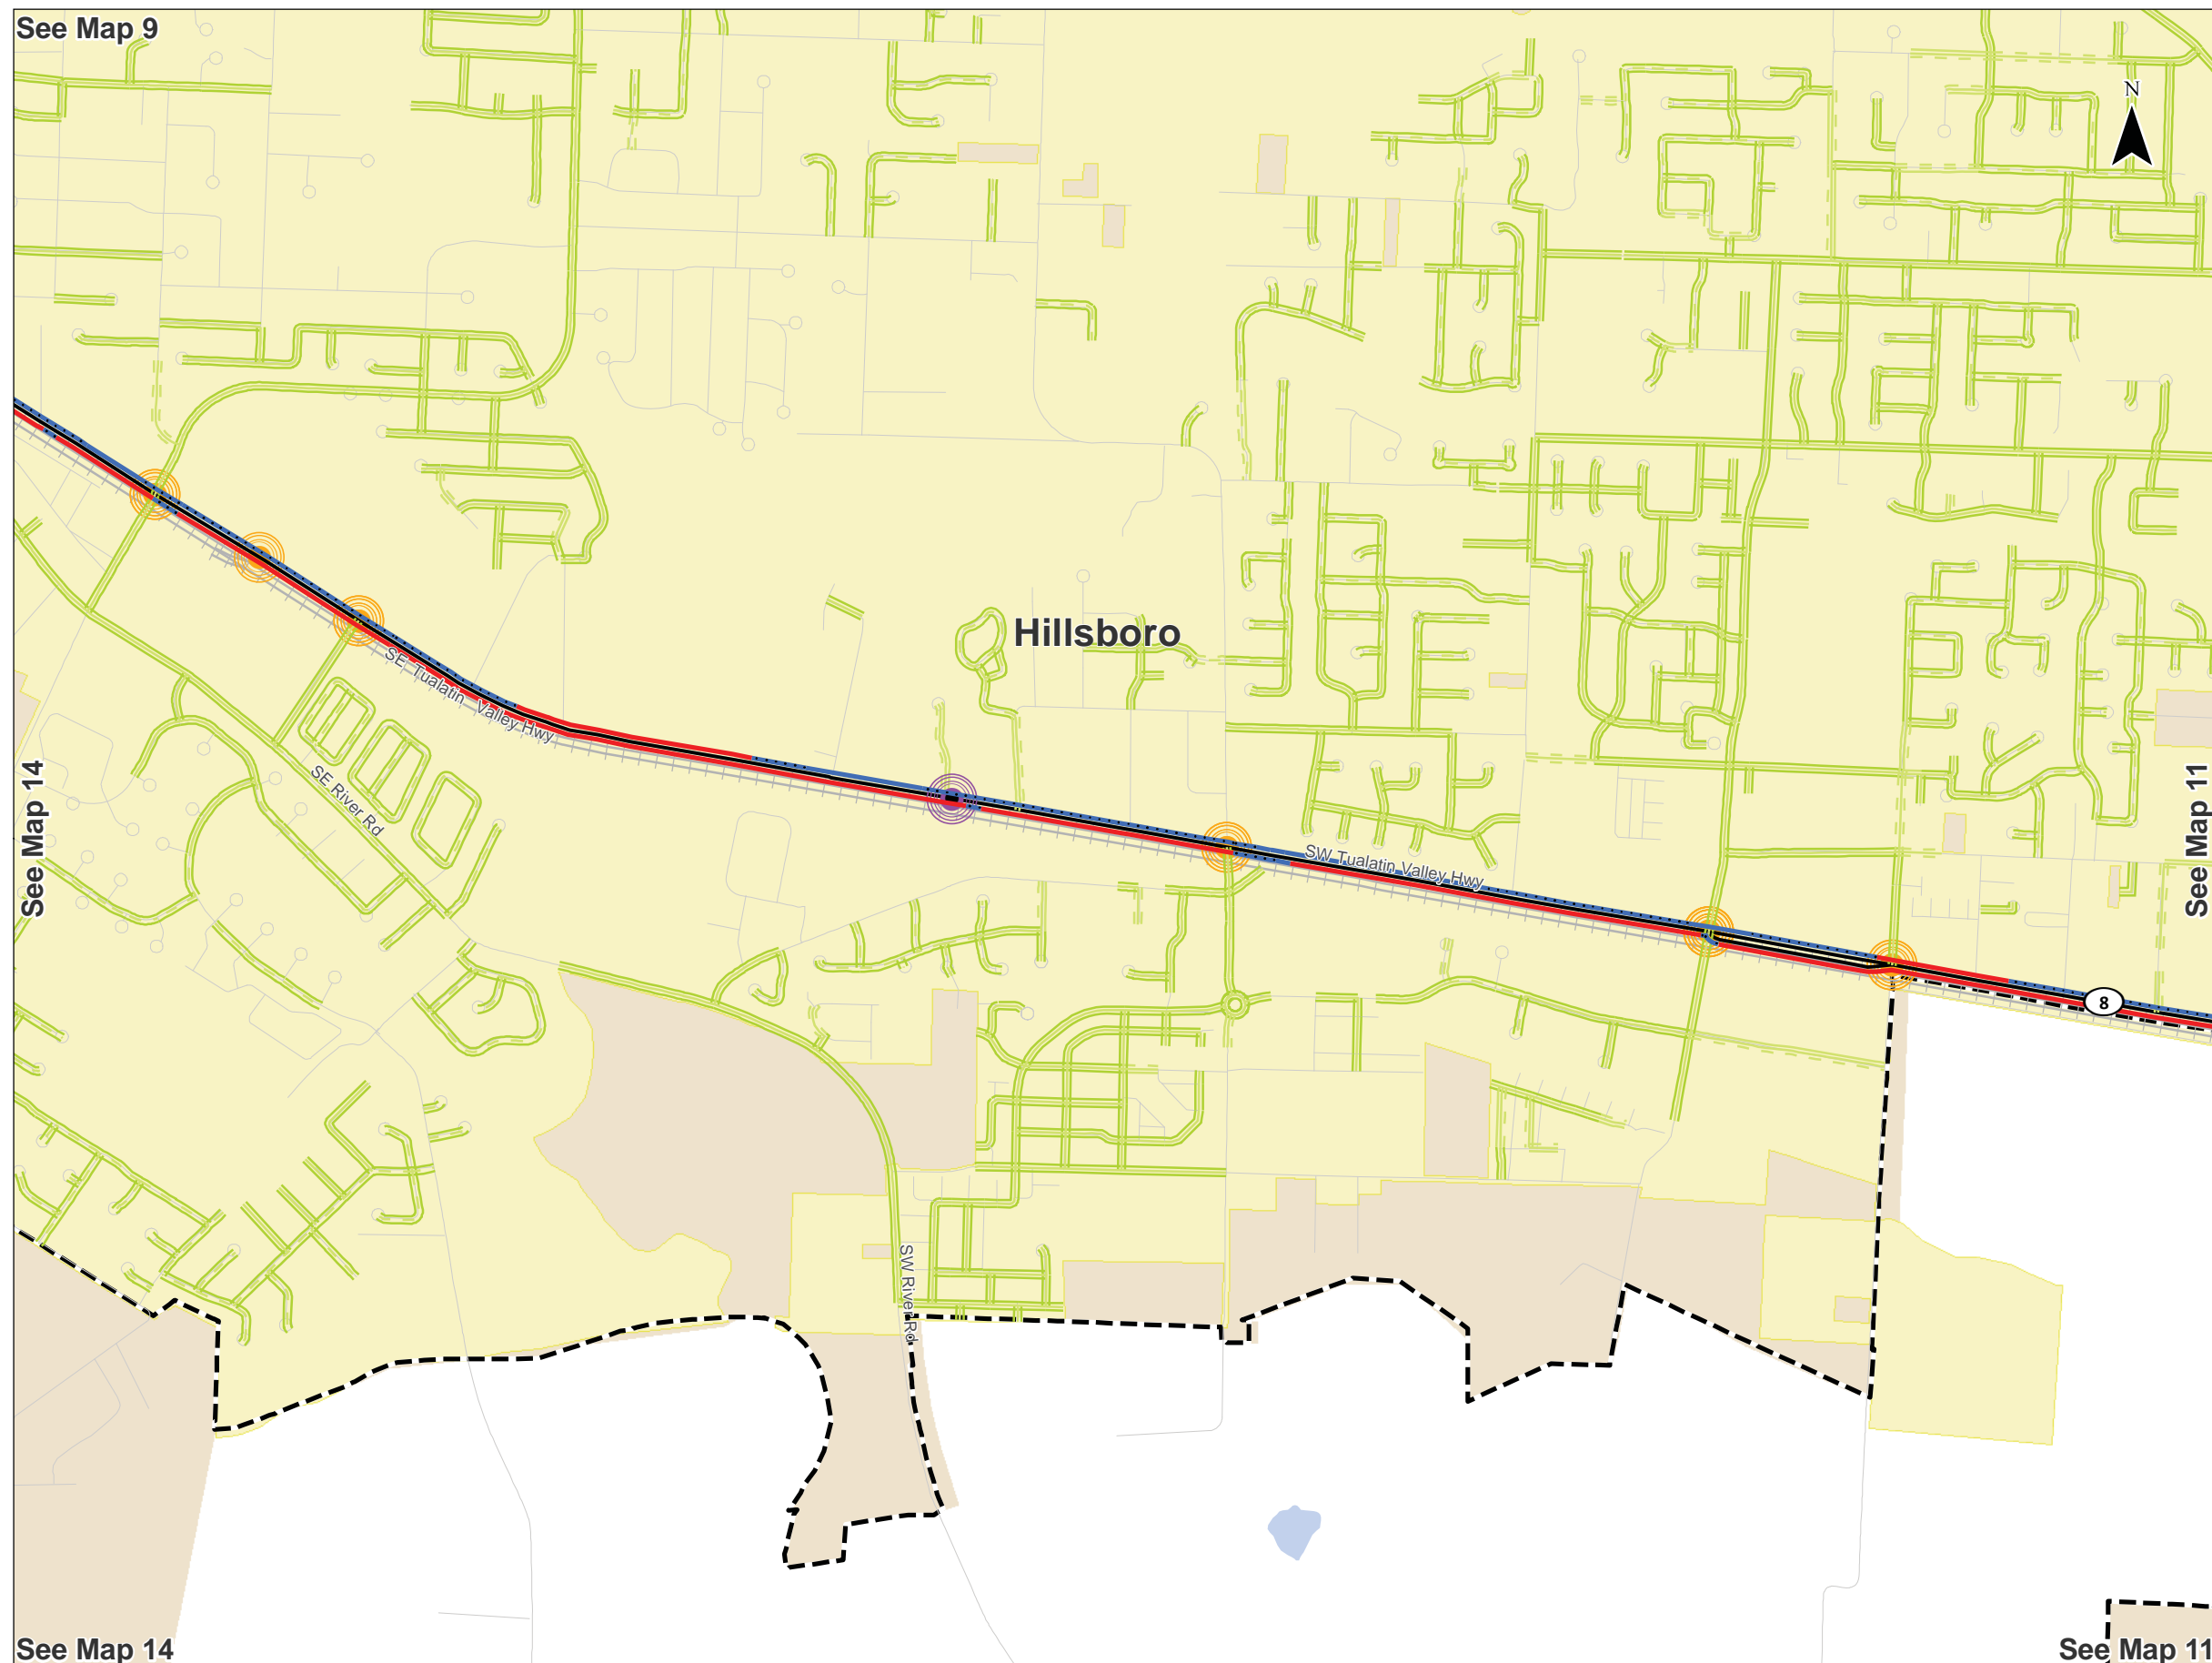 See Map 9
N
Hillsboro
SE Tualatin Valley Hwy
See Map 14
SE River Rd
See Map 11
SW Tualatin Valley Hwy
8
SW River Rd
See Map 14
See Map 11